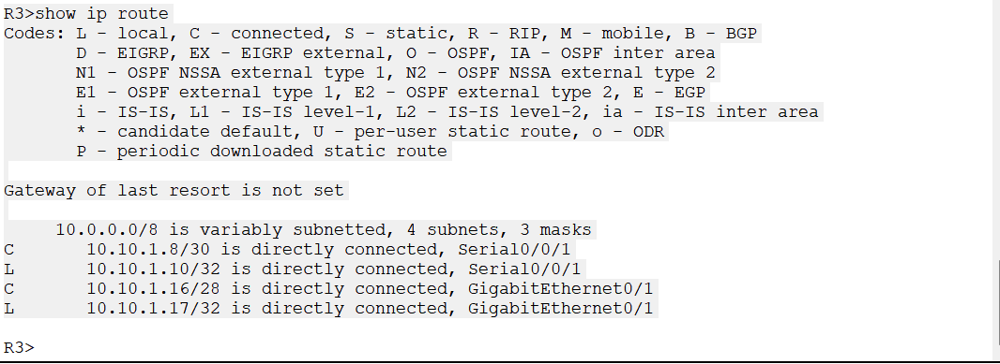 R3>show ip route
Codes: L - local, C - connected, S - static, R - RIP, M - mobile, B - BGP
D - EIGRP, EX - EIGRP external, O - OSPF, IA - OSPF inter area
N1 - OSPF NSSA external type 1, N2 - OSPF NSSA external type 2
E1 - OSPF external type 1, E2 - OSPF external type 2, E - EGP
i - IS-IS, L1 - IS-IS level-1, L2 - IS-IS level-2, ia - IS-IS inter area
* - candidate default, U - per-user static route, o - ODR
P - periodic downloaded static route
Gateway of last resort is not set
10.0.0.0/8 is variably subnetted, 4 subnets, 3 masks
C 10.10.1.8/30 is directly connected, Serial0/0/1
L 10.10.1.10/32 is directly connected, Serial0/0/1
C 10.10.1.16/28 is directly connected, GigabitEthernet0/1
L 10.10.1.17/32 is directly connected, GigabitEthernet0/1
R3>